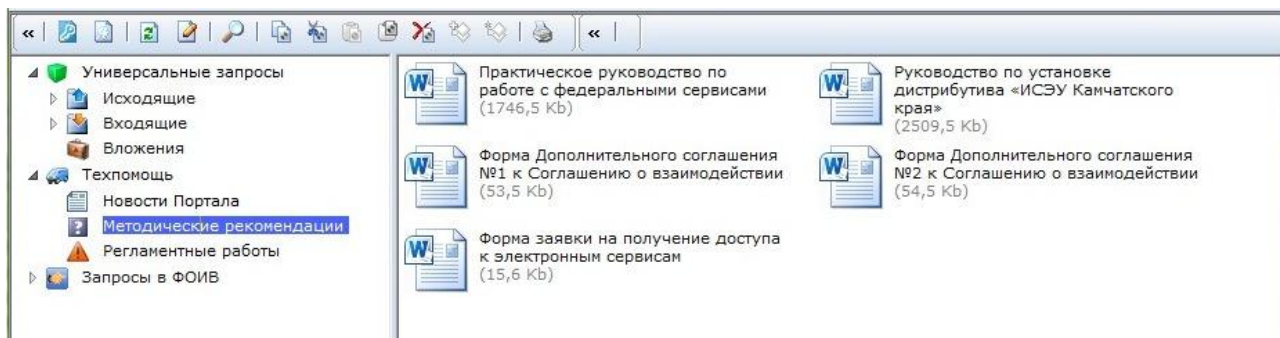 Универсальные запросы
Исходящие
Входящие
Вложения
Техпомощь
Новости Портала
Методические рекомендации
Регламентные работы
Запросы в ФОИВ
Практическое руководство по
работе с федеральными сервисами
(1746,5 Kb)
Руководство по установке
дистрибутива «ИСЭУ Камчатского
края»
(2509,5 Kb)
Форма Дополнительного соглашения
№1 к Соглашению о взаимодействии
(53,5 Kb)
Форма Дополнительного соглашения
№2 к Соглашению о взаимодействии
(54,5 Kb)
Форма заявки на получение доступа
к электронным сервисам
(15,6 Kb)